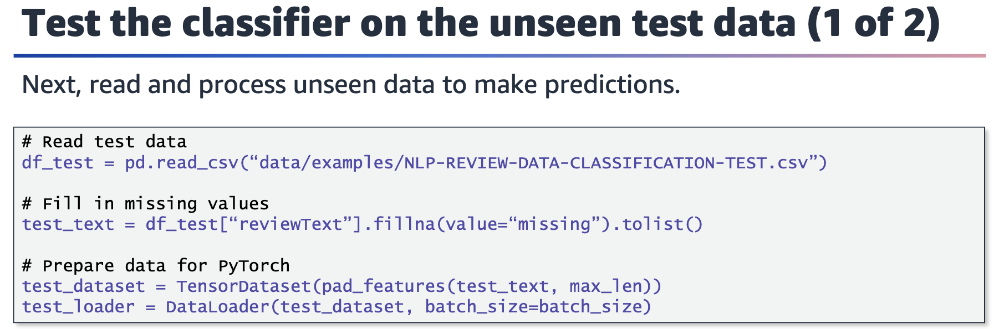 Test the classifier on the unseen test data (1 of 2)
Next, read and process unseen data to make predictions.
# Read test data
df_test = pd.read_csv(“data/examples/NLP-REVIEW-DATA-CLASSIFICATION-TEST.csv”)
# Fill in missing values
test_text = df_test[“reviewText”].fillna(value=“missing”).tolist()
# Prepare data for PyTorch
test_dataset = TensorDataset(pad_features(test_text, max_len))
test_loader = DataLoader(test_dataset, batch_size=batch_size)